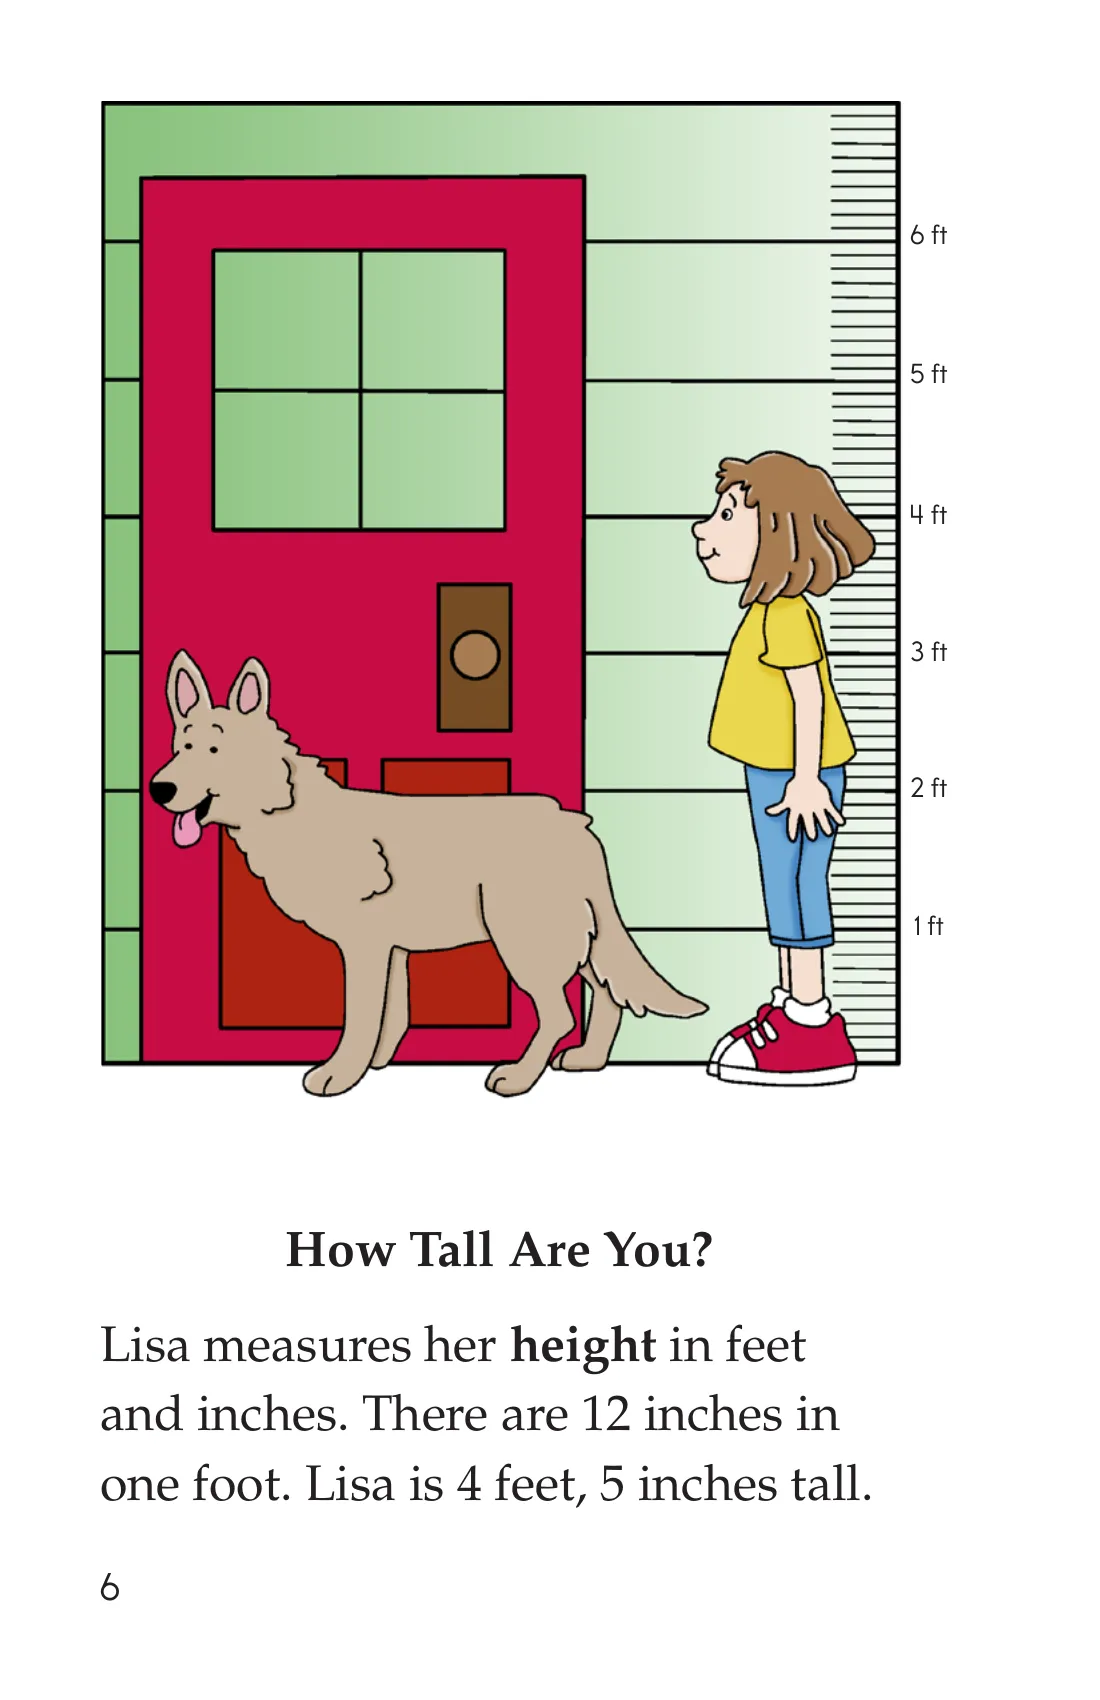 6 ft
5 ft
4 ft
3 ft
2 ft
1 ft
How Tall Are You?
Lisa measures her height in feet
and inches. There are 12 inches in
one foot. Lisa is 4 feet, 5 inches tall.
6